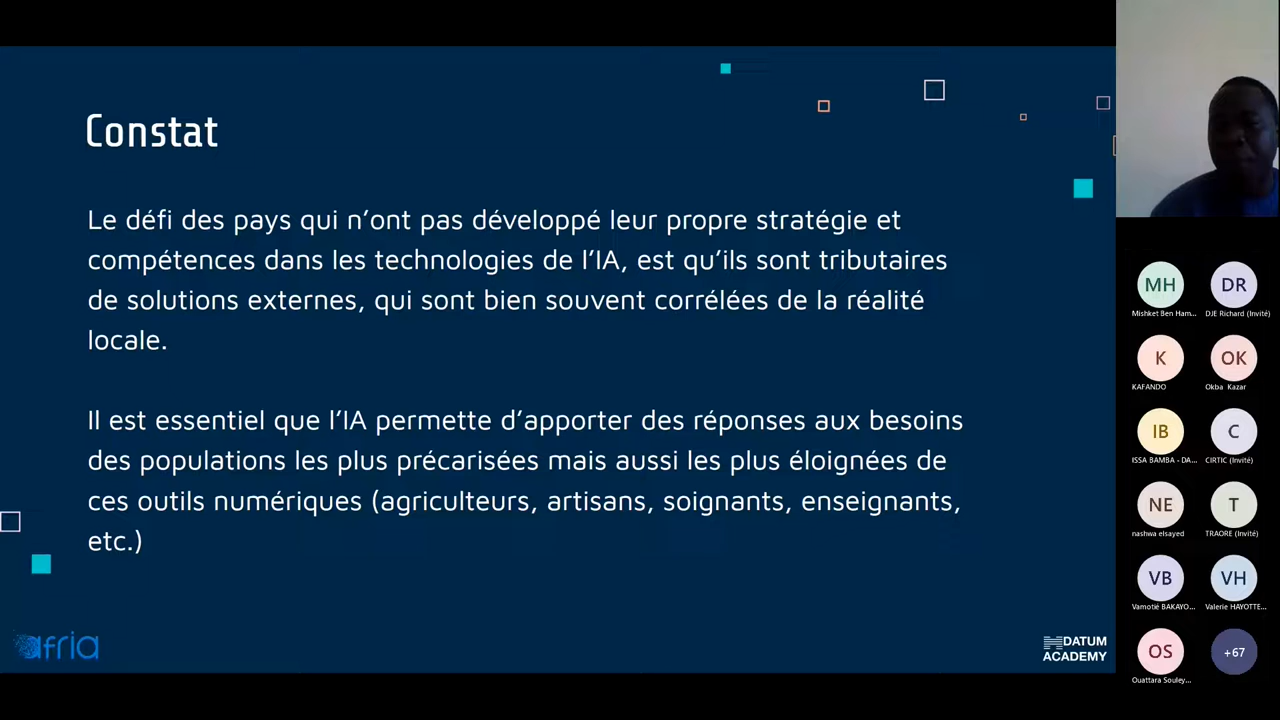 Constat
Le défi des pays qui n’ont pas développé leur propre stratégie et
compétences dans les technologies de l’IA, est qu’ils sont tributaires
de solutions externes, qui sont bien souvent corrélées de la réalité
locale.
Il est essentiel que l’IA permette d’apporter des réponses aux besoins
des populations les plus précarisées mais aussi les plus éloignées de
ces outils numériques (agriculteurs, artisans, soignants, enseignants,
etc.)
afria
DATUM
ACADEMY
MH
Mishket Ben Ham...
DR
DJE Richard (Invité)
K
KAFANDO
OK
Okba Kazar
IB
ISSA BAMBA - DA...
C
CIRTIC (Invité)
NE
nashwa elsayed
T
TRAORE (Invité)
VB
Vamotié BAKAYO...
VH
Valerie HAYOTTE...
OS
Ouattara Souley...
+67